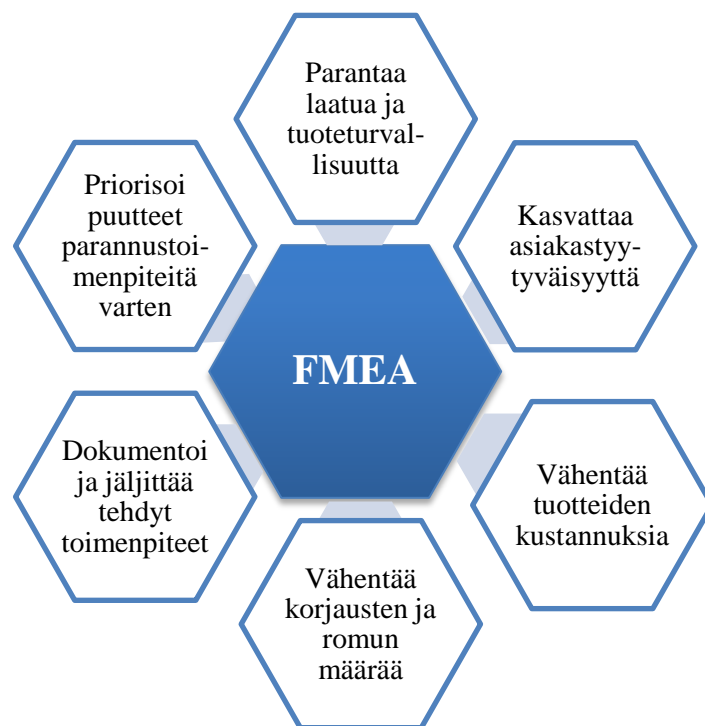 Parantaa
laatua ja
tuoteturval-
lisuutta
Kasvattaa
asiakastyy-
tyväisyyttä
Vähentää
tuotteiden
kustannuksia
Vähentää
korjausten ja
romun
määrää
Dokumentoi
ja jäljittää
tehdyt
toimenpiteet
Priorisoi
puutteet
parannustoi-
menpiteitä
varten
FMEA